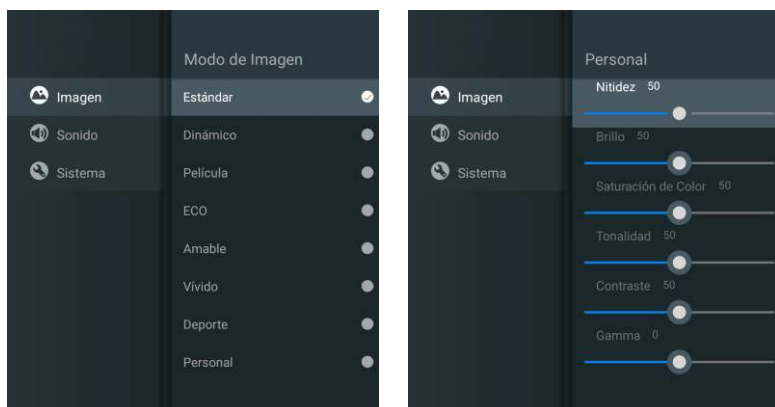 Modo de Imagen
Imagen
Estándar
Sonido
Dinámico
Sistema
Película
ECO
Amable
Vívido
Deporte
Personal
Personal
Nitidez 50
Imagen
Sonido
Brillo 50
Sistema
Saturación de Color 50
Tonalidad 50
Contraste 50
Gamma 0